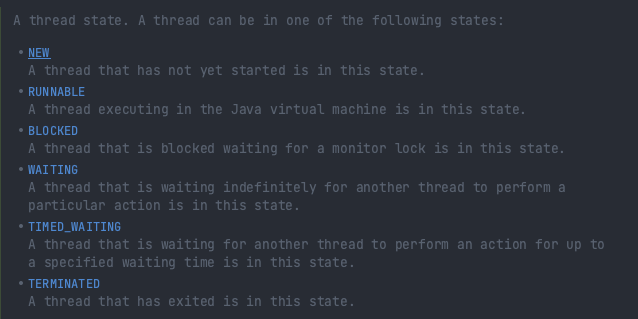 A thread state. A thread can be in one of the following states:
• NEW
A thread that has not yet started is in this state.
• RUNNABLE
A thread executing in the Java virtual machine is in this state.
• BLOCKED
A thread that is blocked waiting for a monitor lock is in this state.
• WAITING
A thread that is waiting indefinitely for another thread to perform a
particular action is in this state.
• TIMED_WAITING
A thread that is waiting for another thread to perform an action for up to
a specified waiting time is in this state.
• TERMINATED
A thread that has exited is in this state.